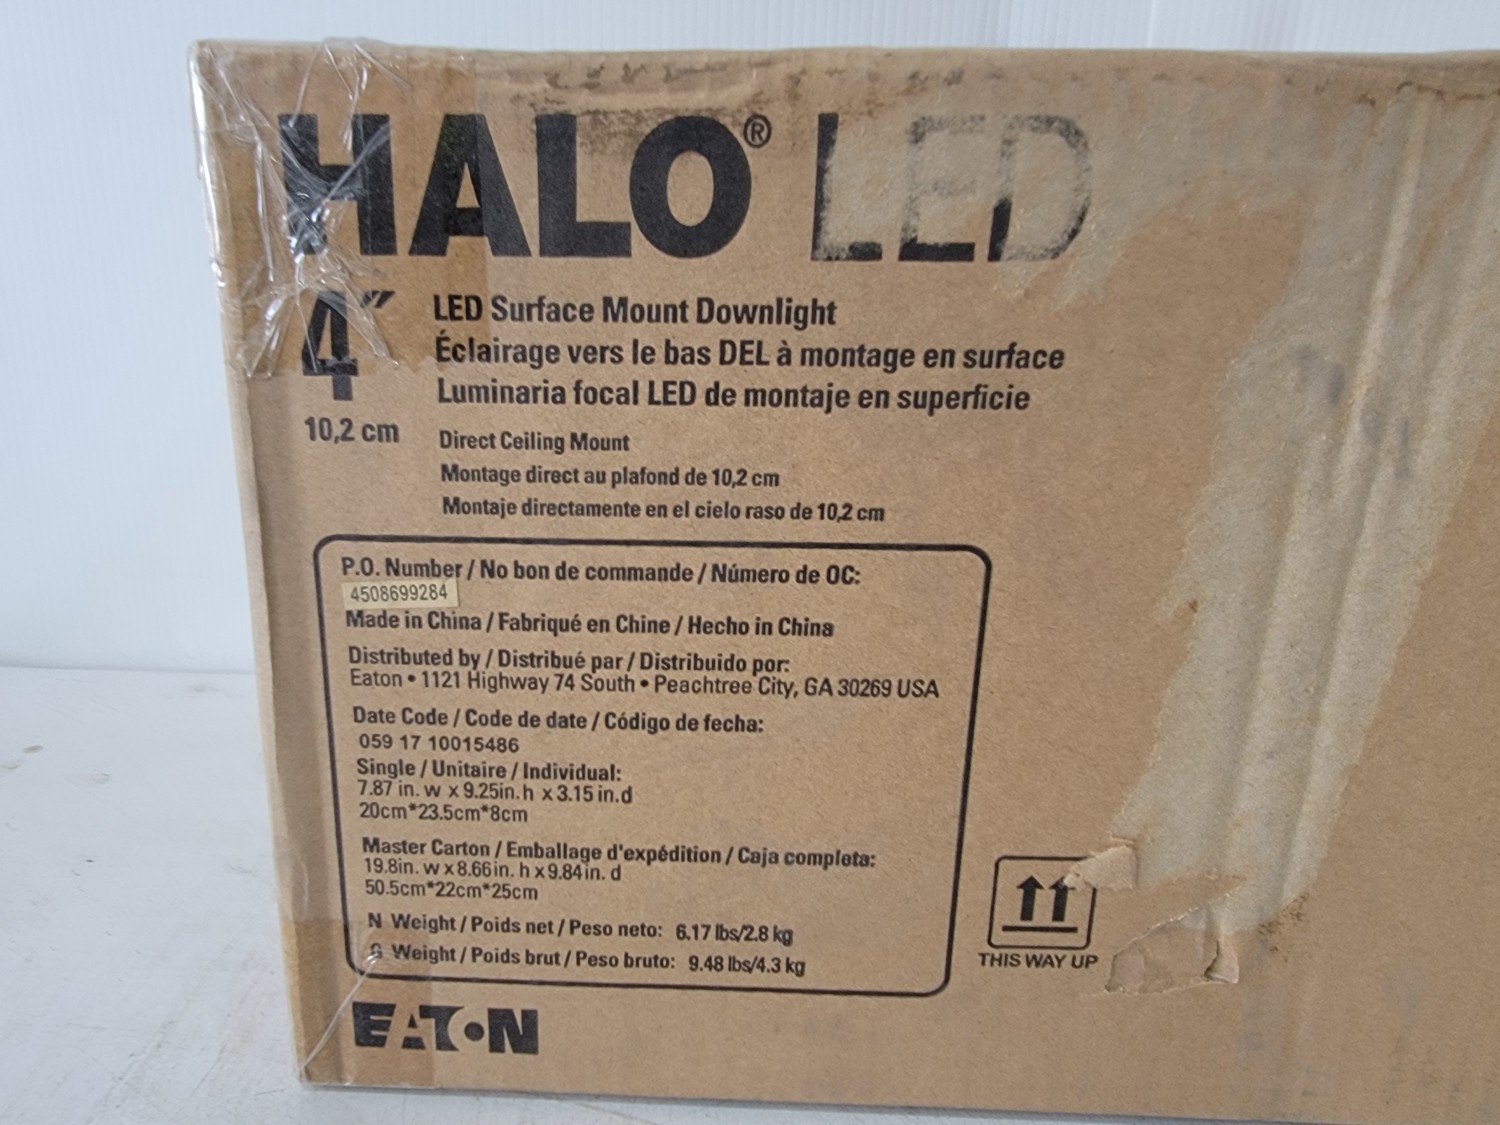 HALO® LED
4″
10,2 cm
LED Surface Mount Downlight
Éclairage vers le bas DEL à montage en surface
Luminaria focal LED de montaje en superficie
Direct Ceiling Mount
Montage direct au plafond de 10,2 cm
Montaje directamente en el cielo raso de 10,2 cm
P.O. Number / No bon de commande / Número de OC:
4508699284
Made in China / Fabriqué en Chine / Hecho in China
Distributed by / Distribué par / Distribuido por:
Eaton • 1121 Highway 74 South • Peachtree City, GA 30269 USA
Date Code / Code de date / Código de fecha:
059 17 10015486
Single / Unitaire / Individual:
7.87 in. w x 9.25in. h x 3.15 in.d
20cm*23.5cm*8cm
Master Carton / Emballage d'expédition / Caja completa:
19.8in. w x 8.66in. h x 9.84in. d
50.5cm*22cm*25cm
N Weight / Poids net / Peso neto: 6.17 lbs/2.8 kg
G Weight / Poids brut / Peso bruto: 9.48 lbs/4.3 kg
THIS WAY UP
EATON